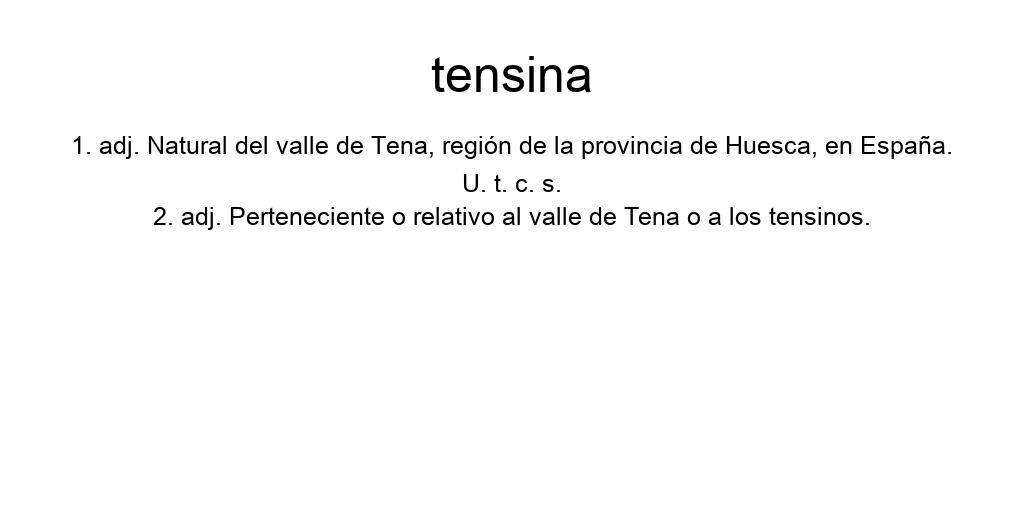 tensina
1. adj. Natural del valle de Tena, región de la provincia de Huesca, en España.
U. t. c. s.
2. adj. Perteneciente o relativo al valle de Tena o a los tensinos.